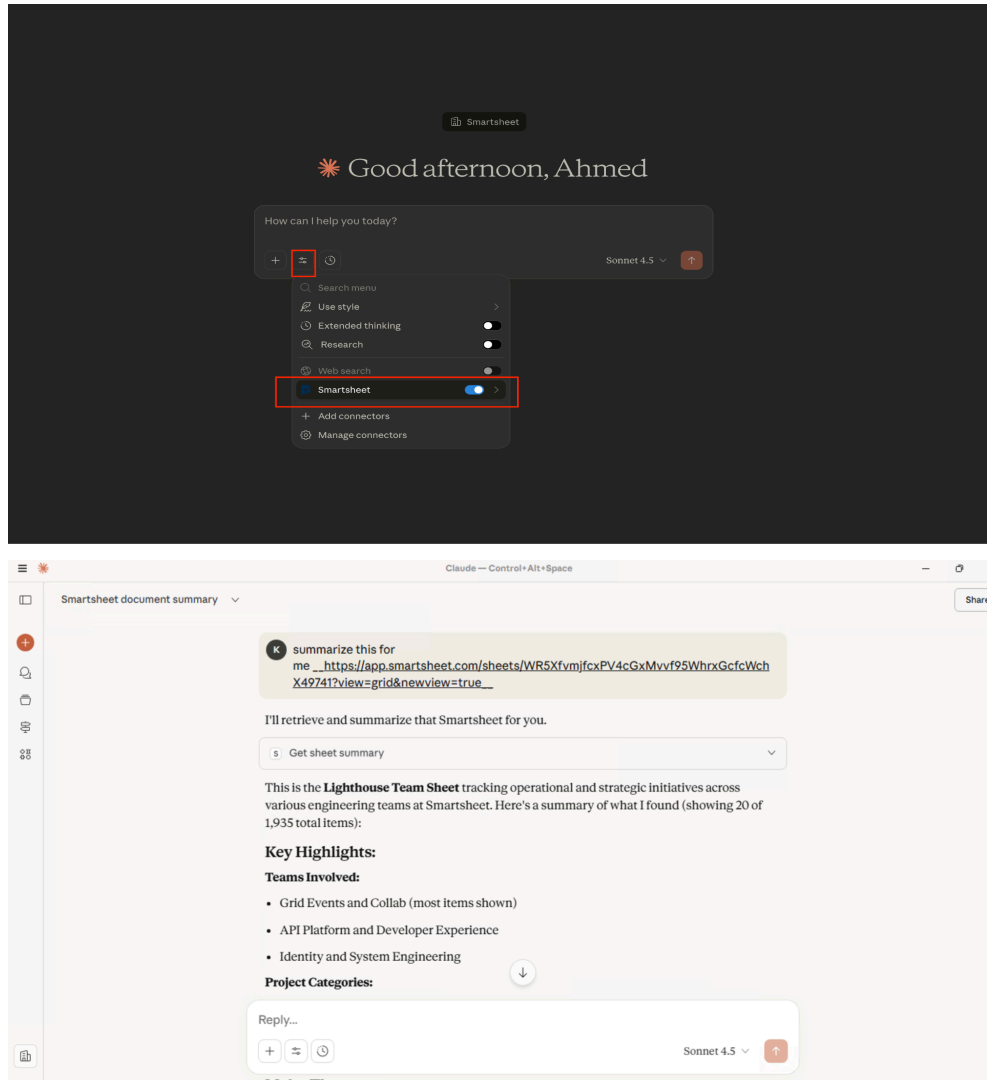 Smartsheet
Good afternoon, Ahmed
How can I help you today?
Sonnet 4.5
Search menu
Use style
Extended thinking
Research
Web search
Smartsheet
Add connectors
Manage connectors
Claude — Control+Alt+Space
Smartsheet document summary
Share
K
summarize this for
me __https://app.smartsheet.com/sheets/WR5XfvmjfcxPV4cGxMvvf95WhrxGcfcWch
X49741?view=grid&newview=true__
I'll retrieve and summarize that Smartsheet for you.
S Get sheet summary
This is the Lighthouse Team Sheet tracking operational and strategic initiatives across
various engineering teams at Smartsheet. Here's a summary of what I found (showing 20 of
1,935 total items):
Key Highlights:
Teams Involved:
• Grid Events and Collab (most items shown)
• API Platform and Developer Experience
• Identity and System Engineering
Project Categories:
Reply...
Sonnet 4.5